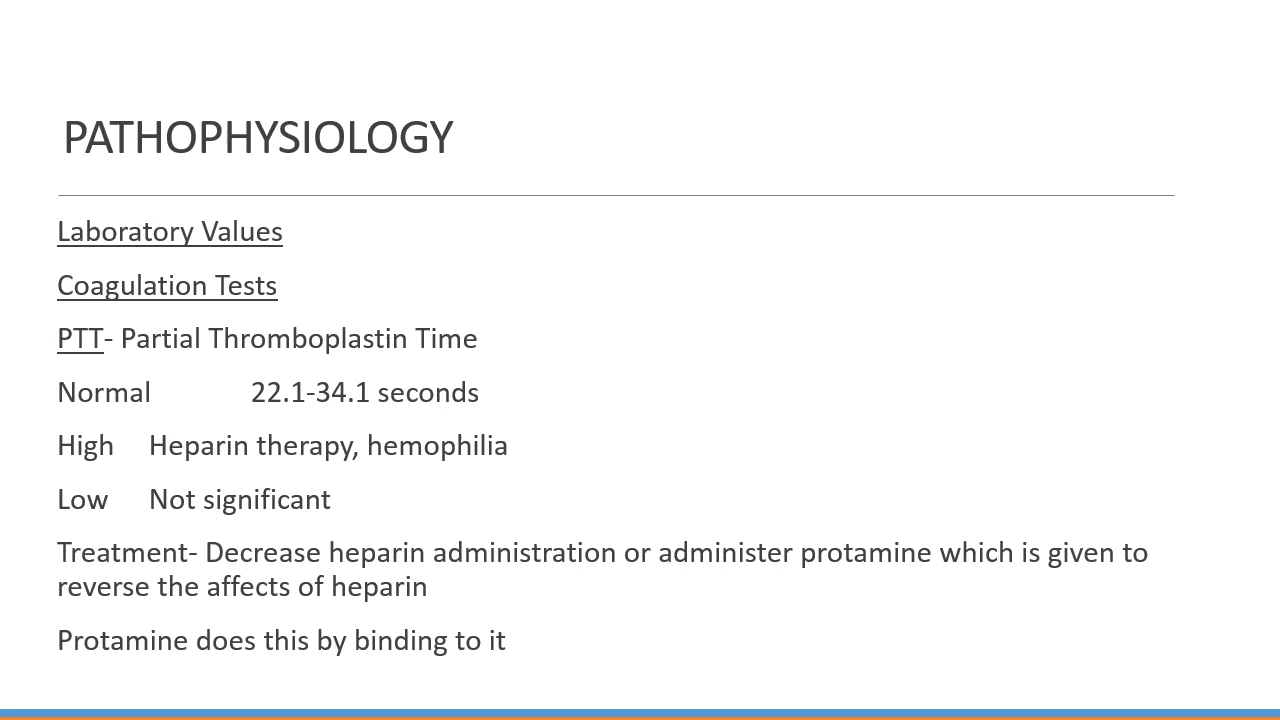 PATHOPHYSIOLOGY
Laboratory Values
Coagulation Tests
PTT- Partial Thromboplastin Time
Normal 22.1-34.1 seconds
High Heparin therapy, hemophilia
Low Not significant
Treatment- Decrease heparin administration or administer protamine which is given to
reverse the affects of heparin
Protamine does this by binding to it